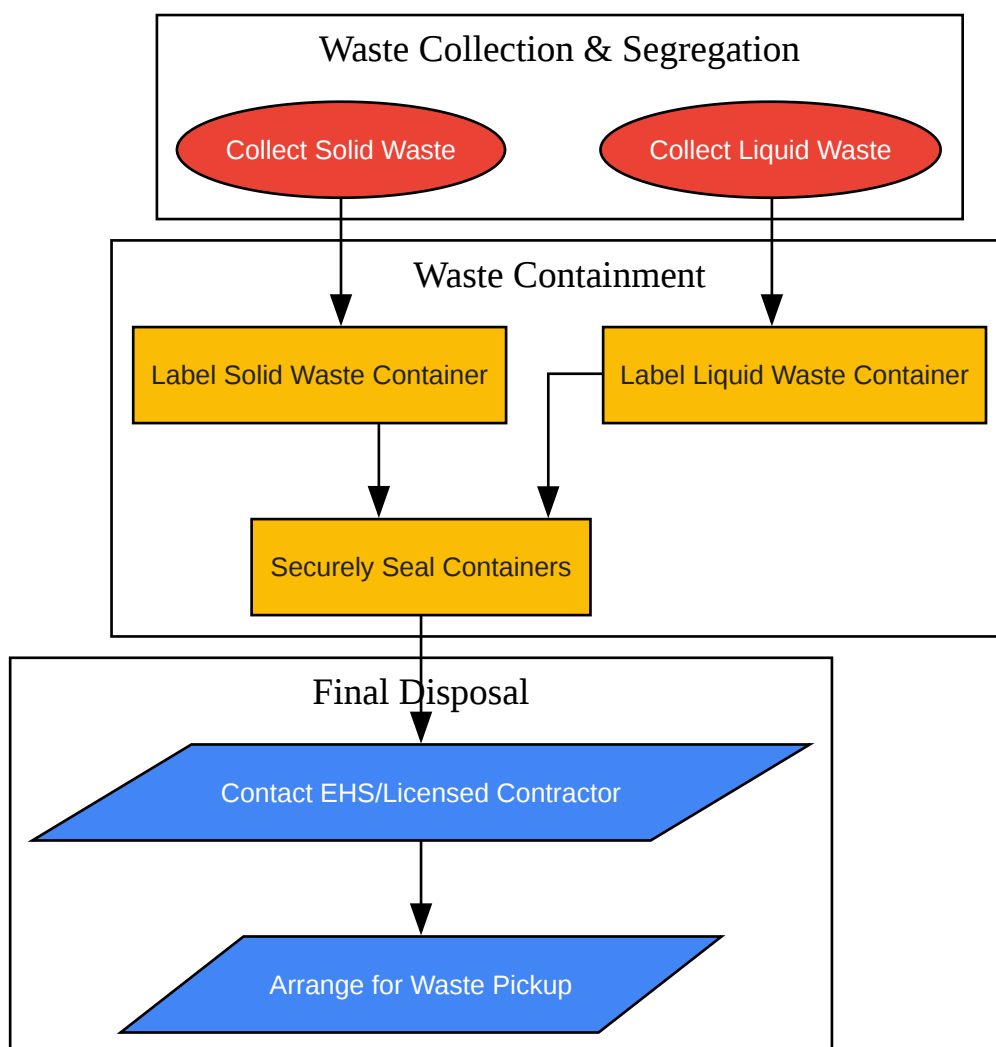 Waste Collection & Segregation
Collect Solid Waste
Collect Liquid Waste
Waste Containment
Label Solid Waste Container
Label Liquid Waste Container
Securely Seal Containers
Final Disposal
Contact EHS/Licensed Contractor
Arrange for Waste Pickup